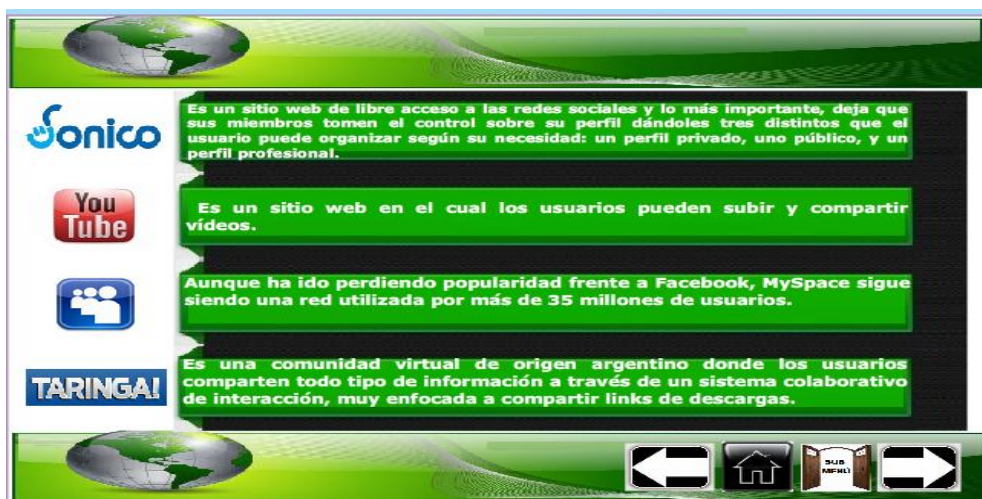 Sonico
Es un sitio web de libre acceso a las redes sociales y lo más importante, deja que
sus miembros tomen el control sobre su perfil dándoles tres distintos que el
usuario puede organizar según su necesidad: un perfil privado, uno público, y un
perfil profesional.
You
Tube
Es un sitio web en el cual los usuarios pueden subir y compartir
vídeos.
Aunque ha ido perdiendo popularidad frente a Facebook, MySpace sigue
siendo una red utilizada por más de 35 millones de usuarios.
TARINGA!
Es una comunidad virtual de origen argentino donde los usuarios
comparten todo tipo de información a través de un sistema colaborativo
de interacción, muy enfocada a compartir links de descargas.
SUB
MENÚ